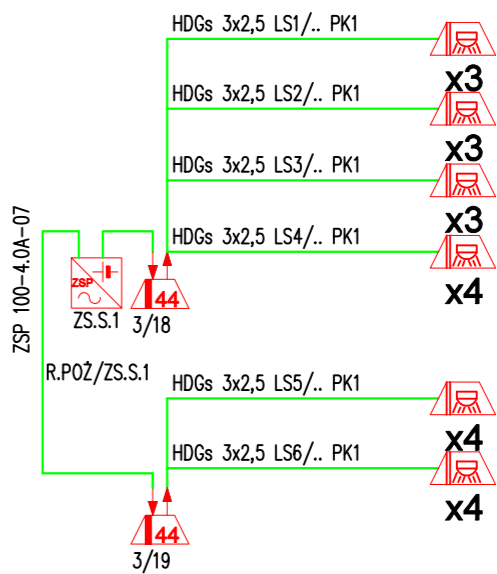 HDGs 3x2,5 LS1/.. PK1
x3
HDGs 3x2,5 LS2/.. PK1
x3
HDGs 3x2,5 LS3/.. PK1
x3
HDGs 3x2,5 LS4/.. PK1
x4
ZSP 100-4.0A-07
ZSP
ZS.S.1
44
3/18
R.POŻ/ZS.S.1
HDGs 3x2,5 LS5/.. PK1
x4
HDGs 3x2,5 LS6/.. PK1
x4
44
3/19